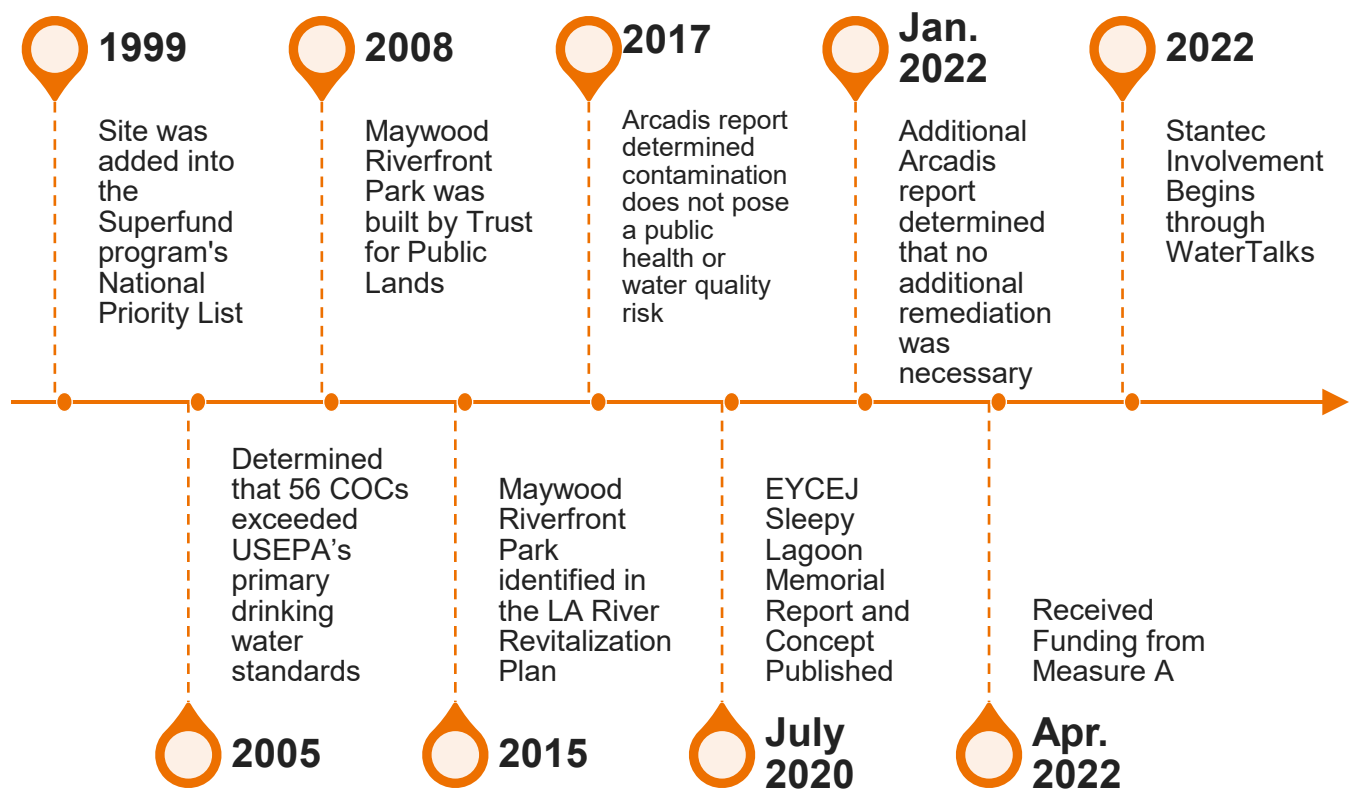 1999
Site was
added into
the
Superfund
program's
National
Priority List
2008
Maywood
Riverfront
Park was
built by Trust
for Public
Lands
2017
Arcadis report
determined
contamination
does not pose
a public
health or
water quality
risk
Jan.
2022
Additional
Arcadis
report
determined
that no
additional
remediation
was
necessary
2022
Stantec
Involvement
Begins
through
WaterTalks
Determined
that 56 COCs
exceeded
USEPA’s
primary
drinking
water
standards
2005
Maywood
Riverfront
Park
identified in
the LA River
Revitalization
Plan
2015
EYCEJ
Sleepy
Lagoon
Memorial
Report and
Concept
Published
July
2020
Received
Funding from
Measure A
Apr.
2022